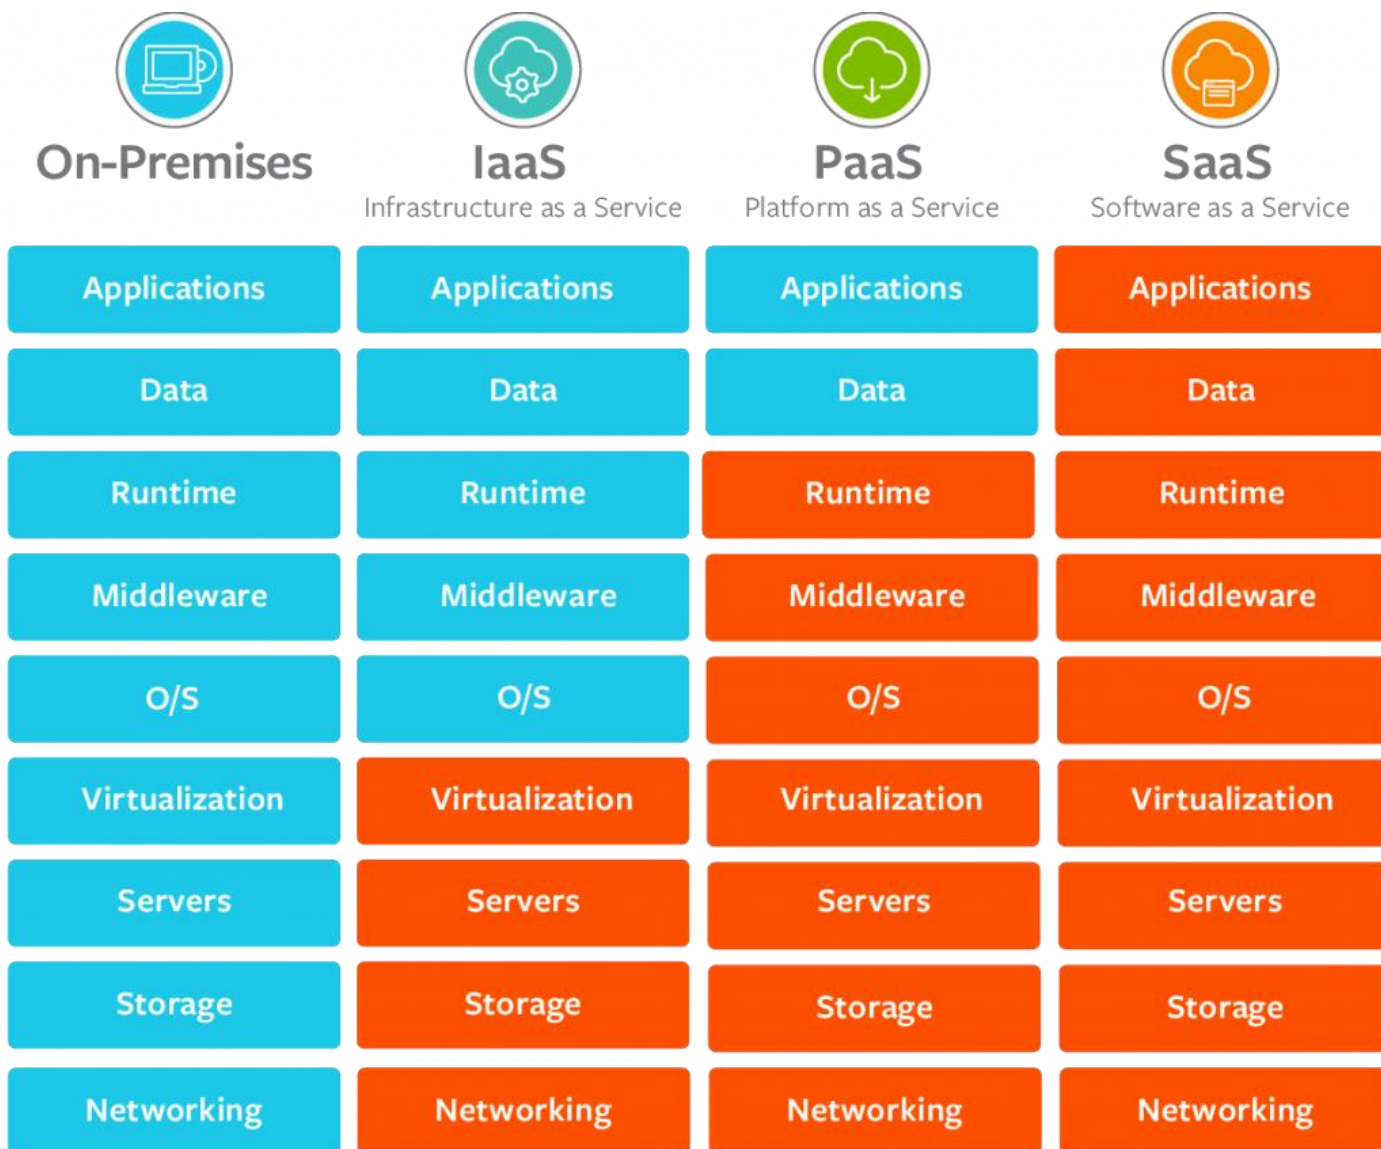 On-Premises
IaaS
PaaS
SaaS
Infrastructure as a Service
Platform as a Service
Software as a Service
Applications
Applications
Applications
Applications
Data
Data
Data
Data
Runtime
Runtime
Runtime
Runtime
Middleware
Middleware
Middleware
Middleware
O/S
O/S
O/S
O/S
Virtualization
Virtualization
Virtualization
Virtualization
Servers
Servers
Servers
Servers
Storage
Storage
Storage
Storage
Networking
Networking
Networking
Networking